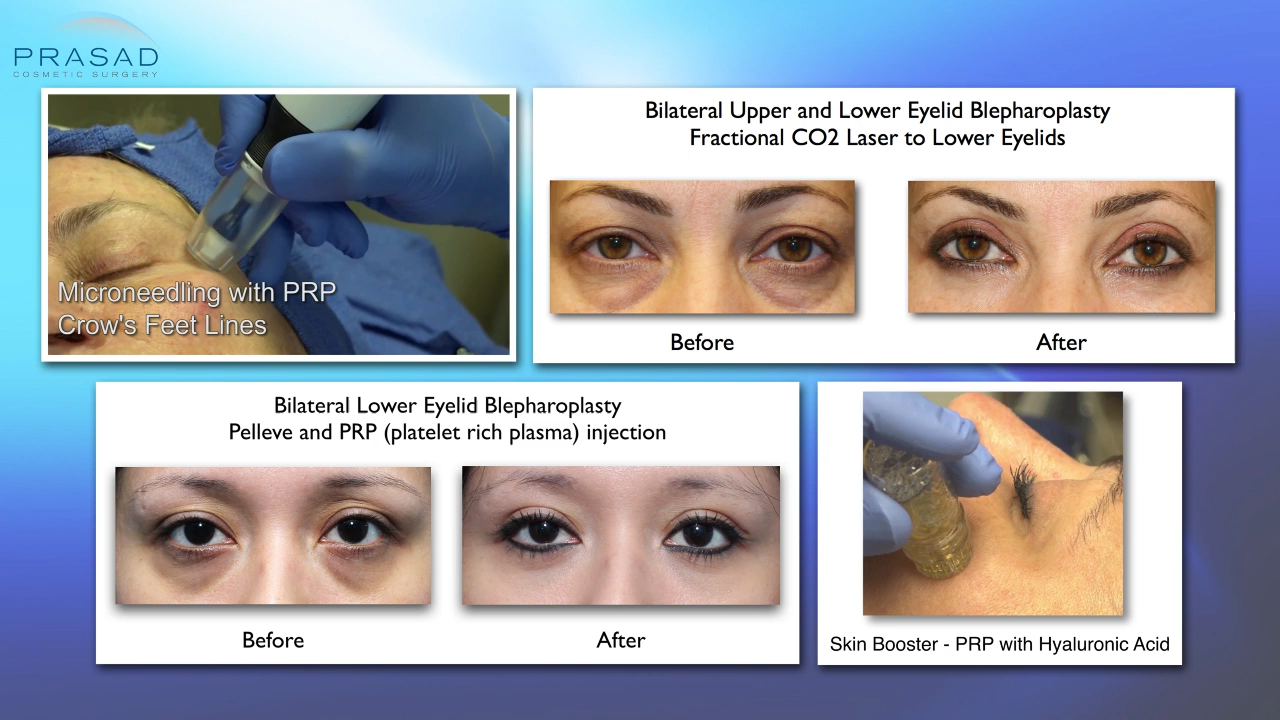 PRASAD
COSMETIC SURGERY
Microneedling with PRP
Crow's Feet Lines
Bilateral Upper and Lower Eyelid Blepharoplasty
Fractional CO2 Laser to Lower Eyelids
Before
After
Bilateral Lower Eyelid Blepharoplasty
Pelleve and PRP (platelet rich plasma) injection
Before
After
Skin Booster - PRP with Hyaluronic Acid